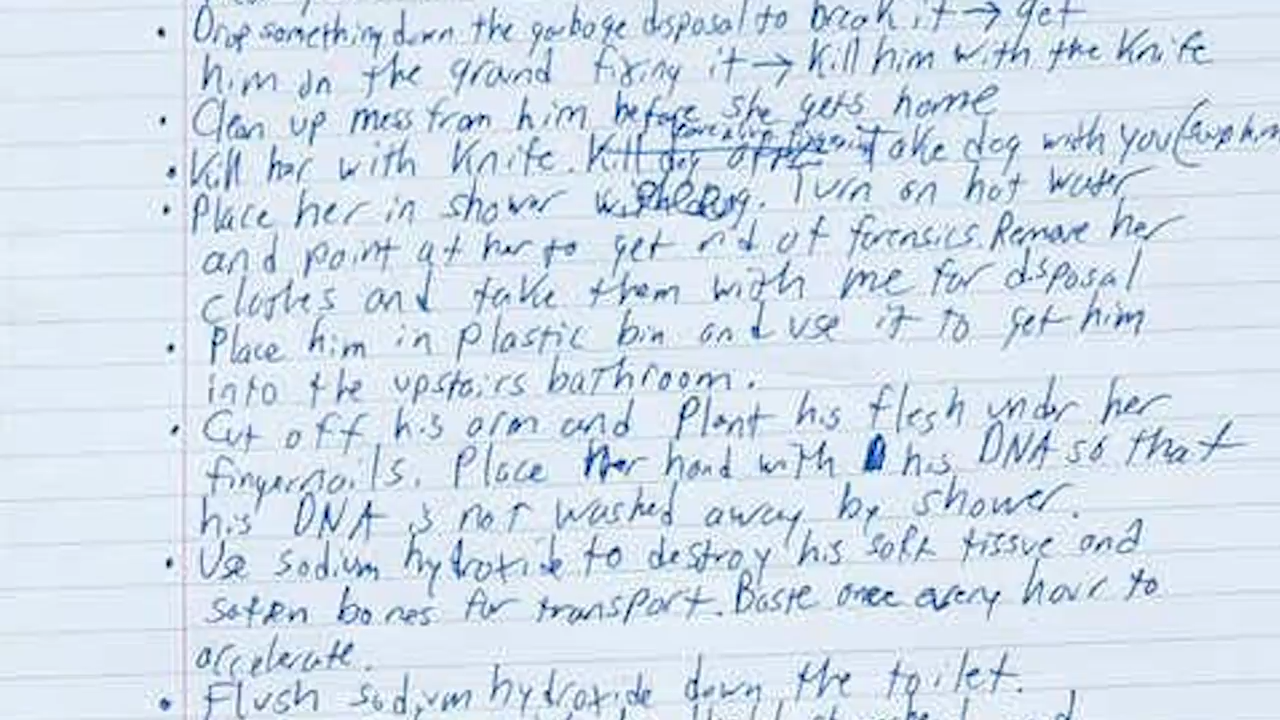 • Drop something down the garbage disposal to break it → get
him on the ground fixing it → Kill him with the Knife
• Clean up mess from him before she gets home
• Kill her with Knife. Kill dog after Take dog with you
• Place her in shower Turn on hot water
and point at her to get rid of forensics. Remove her
clothes and take them with me for disposal
• Place him in plastic bin and use it to get him
into the upstairs bathroom.
• Cut off his arm and Plant his flesh under her
fingernails. Place her hand with his DNA so that
his DNA is not washed away by shower.
• Use sodium hydroxide to destroy his soft tissue and
soften bones for transport. Baste once every hour to
accelerate.
• Flush sodium hydroxide down the toilet.